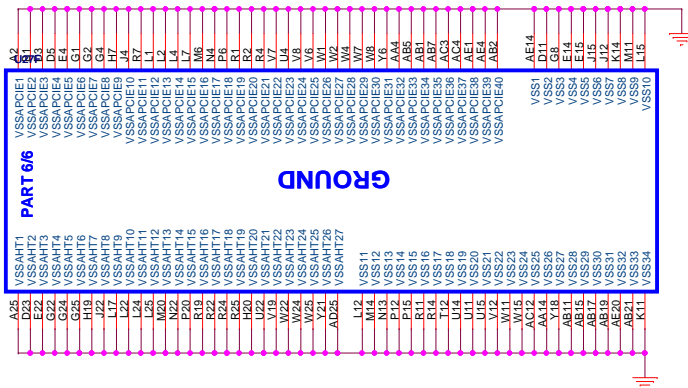 A2
D3
D5
E4
G1
G2
G4
H7
J4
R7
L1
L2
L4
L7
M6
N4
P6
R1
R2
R4
V7
U4
V8
V6
W1
W2
W4
W7
W8
Y6
AA4
AB5
AB1
AB7
AC3
AC4
AE1
AE4
AB2
AE14
D11
G8
E14
E15
J15
J12
K14
M11
L15
VSSAPCIE1
VSSAPCIE2
VSSAPCIE3
VSSAPCIE4
VSSAPCIE5
VSSAPCIE6
VSSAPCIE7
VSSAPCIE8
VSSAPCIE9
VSSAPCIE10
VSSAPCIE11
VSSAPCIE12
VSSAPCIE13
VSSAPCIE14
VSSAPCIE15
VSSAPCIE16
VSSAPCIE17
VSSAPCIE18
VSSAPCIE19
VSSAPCIE20
VSSAPCIE21
VSSAPCIE22
VSSAPCIE23
VSSAPCIE24
VSSAPCIE25
VSSAPCIE26
VSSAPCIE27
VSSAPCIE28
VSSAPCIE29
VSSAPCIE30
VSSAPCIE31
VSSAPCIE32
VSSAPCIE33
VSSAPCIE34
VSSAPCIE35
VSSAPCIE36
VSSAPCIE37
VSSAPCIE38
VSSAPCIE39
VSSAPCIE40
VSS1
VSS2
VSS3
VSS4
VSS5
VSS6
VSS7
VSS8
VSS9
VSS10
PART 6/6
GROUND
VSSAHT1
VSSAHT2
VSSAHT3
VSSAHT4
VSSAHT5
VSSAHT6
VSSAHT7
VSSAHT8
VSSAHT9
VSSAHT10
VSSAHT11
VSSAHT12
VSSAHT13
VSSAHT14
VSSAHT15
VSSAHT16
VSSAHT17
VSSAHT18
VSSAHT19
VSSAHT20
VSSAHT21
VSSAHT22
VSSAHT23
VSSAHT24
VSSAHT25
VSSAHT26
VSSAHT27
VSS11
VSS12
VSS13
VSS14
VSS15
VSS16
VSS17
VSS18
VSS19
VSS20
VSS21
VSS22
VSS23
VSS24
VSS25
VSS26
VSS27
VSS28
VSS29
VSS30
VSS31
VSS32
VSS33
VSS34
A25
D23
E22
G22
G24
G25
H19
J22
L17
L22
L24
L25
M20
N22
P20
R19
R22
R24
R25
H20
U22
V19
W22
W24
W25
Y21
AD25
L12
M14
N13
P12
P15
R11
R14
T12
U14
U11
U15
V12
W11
W15
AC12
AA14
Y18
AB11
AB15
AB17
AB19
AE20
AB21
K11